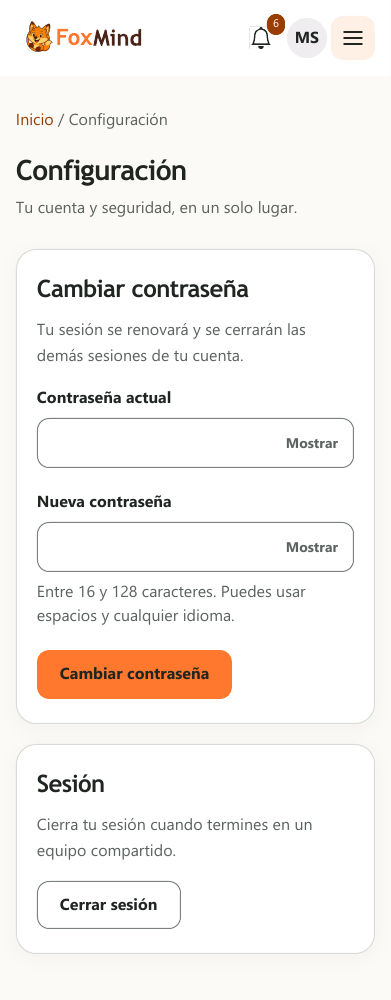 FoxMind
6
MS
Inicio / Configuración
Configuración
Tu cuenta y seguridad, en un solo lugar.
Cambiar contraseña
Tu sesión se renovará y se cerrarán las
demás sesiones de tu cuenta.
Contraseña actual
Mostrar
Nueva contraseña
Mostrar
Entre 16 y 128 caracteres. Puedes usar
espacios y cualquier idioma.
Cambiar contraseña
Sesión
Cierra tu sesión cuando termines en un
equipo compartido.
Cerrar sesión